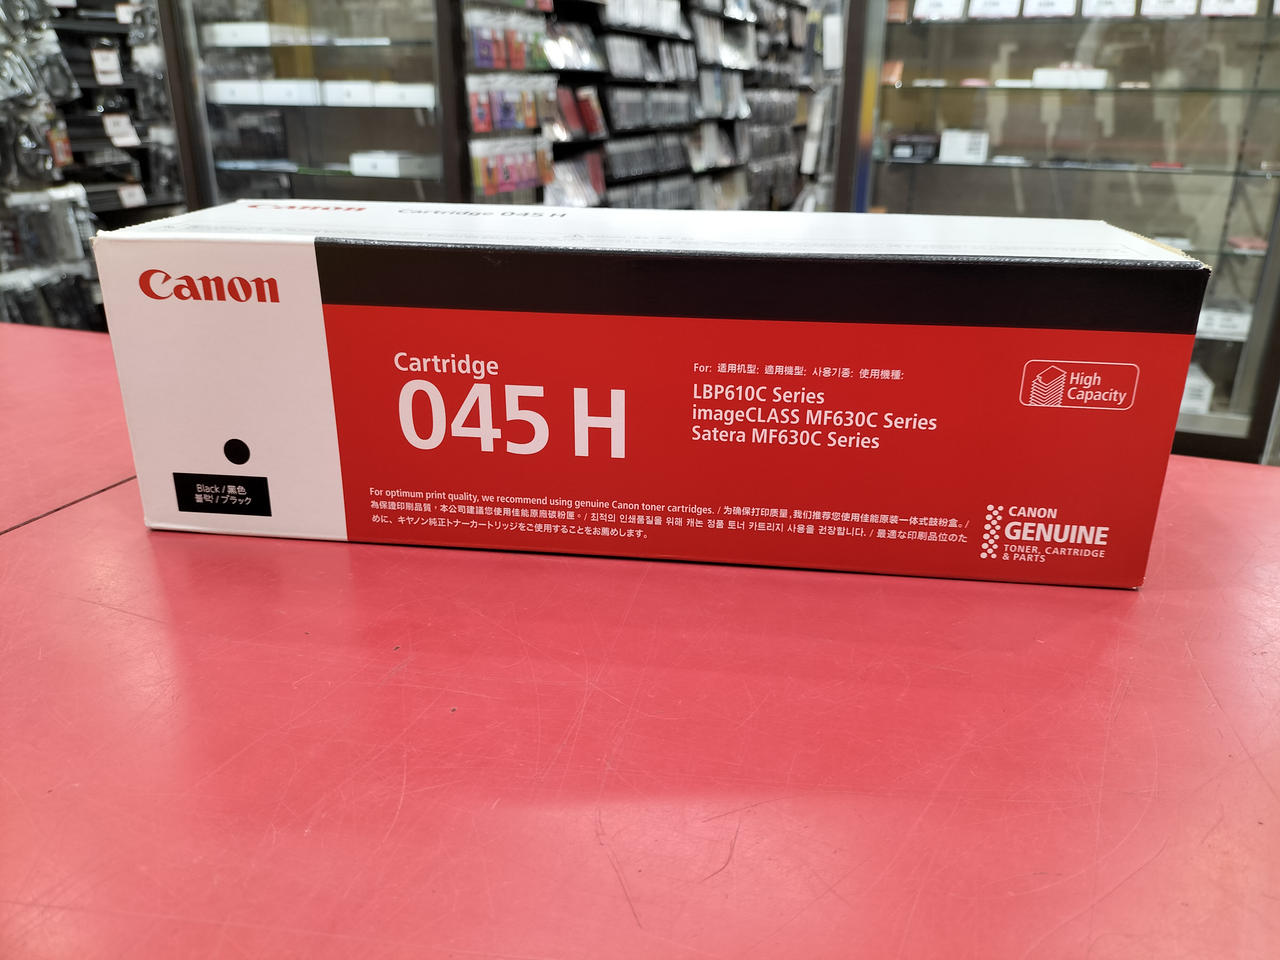 Canon Cartridge 045 H
Canon
Cartridge
045 H
For: 适用机型: 適用機型: 사용기종: 使用機種:
LBP610C Series
imageCLASS MF630C Series
Satera MF630C Series
High
Capacity
Black / 黑色
블랙 / ブラック
For optimum print quality, we recommend using genuine Canon toner cartridges. / 为确保打印质量,我们推荐您使用佳能原装一体式鼓粉盒。/
為保證印刷品質，本公司建議您使用佳能原廠碳粉匣。/ 최적의 인쇄품질을 위해 캐논 정품 토너 카트리지 사용을 권장합니다. / 最適な印刷品位のた
めに、キヤノン純正トナーカートリッジをご使用することをお薦めします。
CANON
GENUINE
TONER, CARTRIDGE
& PARTS